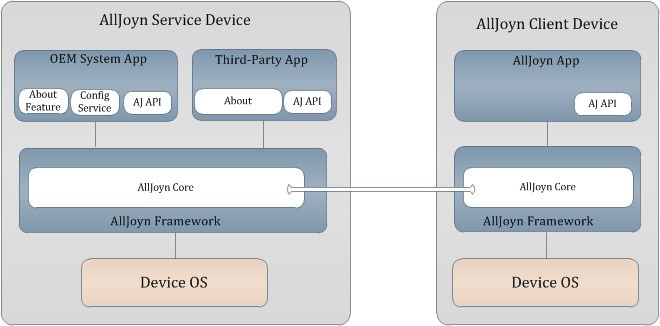 AllJoyn Service Device
OEM System App
About
Feature
Config
Service
AJ API
Third-Party App
About
AJ API
AllJoyn Core
AllJoyn Framework
Device OS
AllJoyn Client Device
AllJoyn App
AJ API
AllJoyn Core
AllJoyn Framework
Device OS